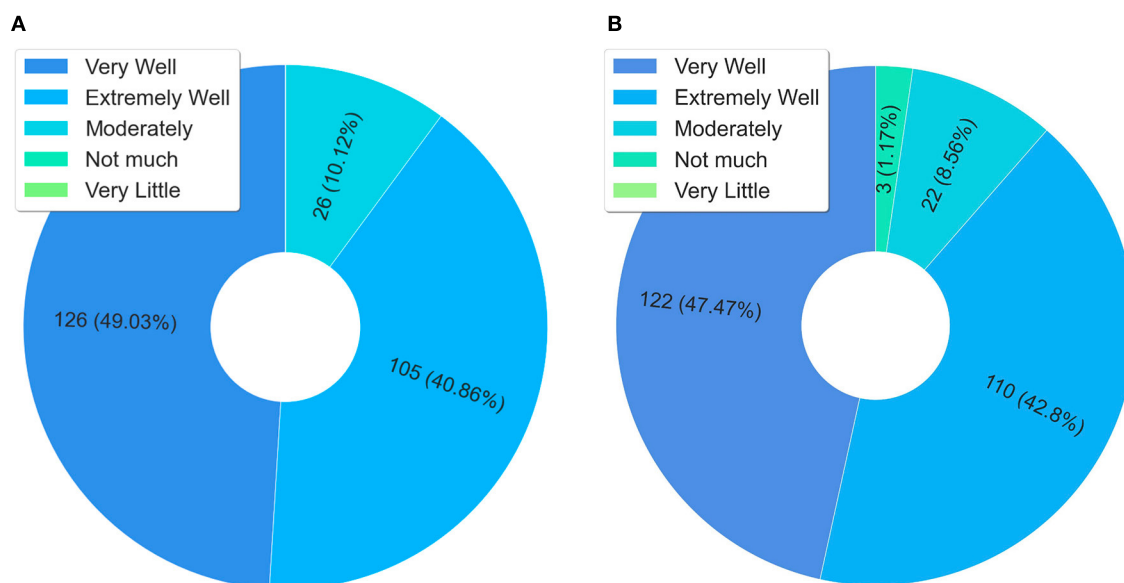 A
Very Well
Extremely Well
Moderately
Not much
Very Little
26 (10.12%)
126 (49.03%)
105 (40.86%)
B
Very Well
Extremely Well
Moderately
Not much
Very Little
3 (1.17%)
22 (8.56%)
122 (47.47%)
110 (42.8%)